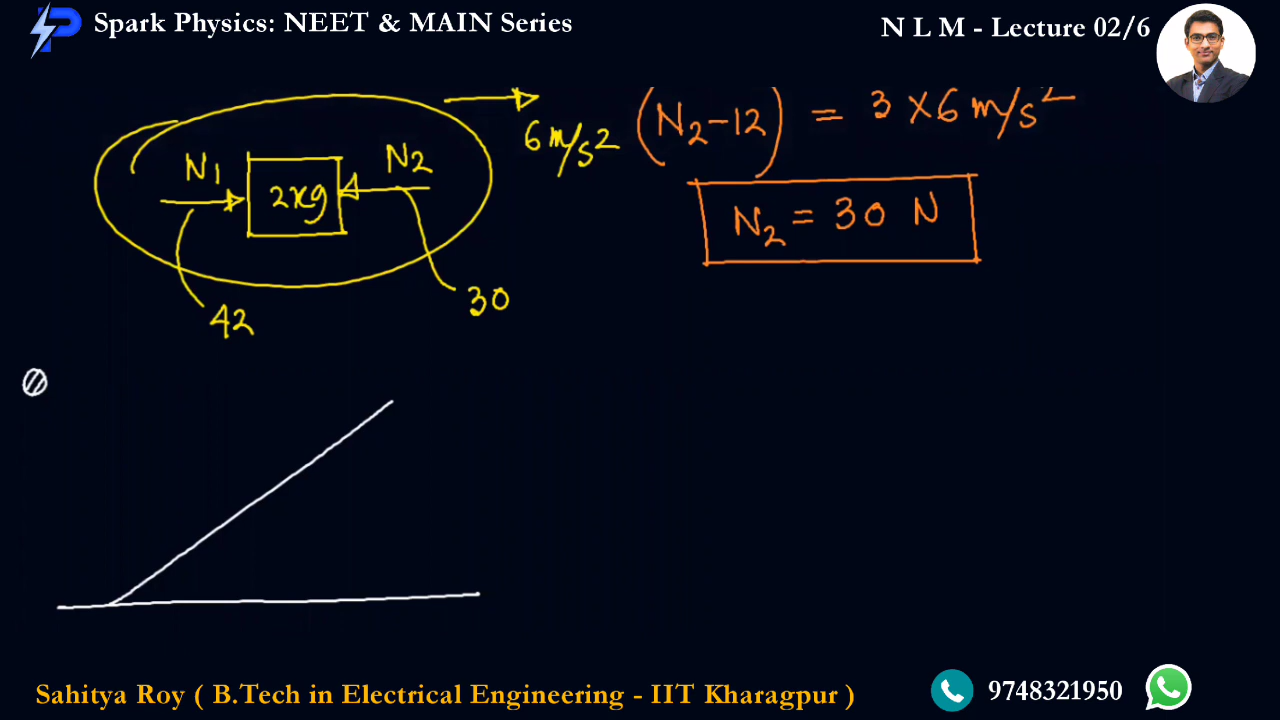 Spark Physics: NEET & MAIN Series
N L M - Lecture 02/6
6 m/s2
(N2-12) = 3 × 6 m/s2
N1
N2
2kg
N2 = 30 N
42
30
Sahitya Roy ( B.Tech in Electrical Engineering - IIT Kharagpur )
9748321950